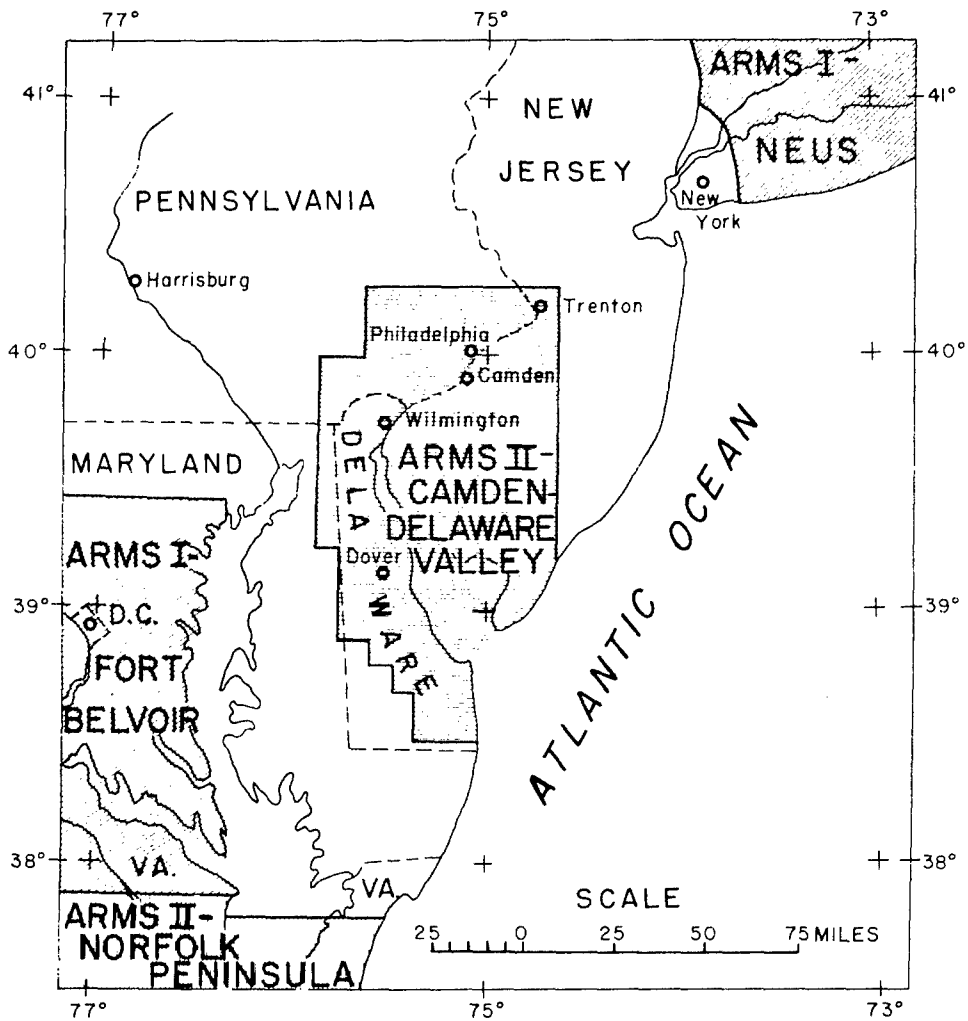 77°
75°
73°
41°
41°
ARMS I-
NEUS
NEW
JERSEY
New
York
PENNSYLVANIA
Harrisburg
Trenton
Philadelphia
40°
40°
Camden
Wilmington
MARYLAND
DELA
WARE
ARMS II-
CAMDEN-
DELAWARE
VALLEY
Dover
ARMS I-
D.C.
FORT
BELVOIR
39°
39°
ATLANTIC OCEAN
38°
38°
VA.
VA
ARMS II-
NORFOLK
PENINSULA
SCALE
25 0 25 50 75 MILES
77°
75°
73°